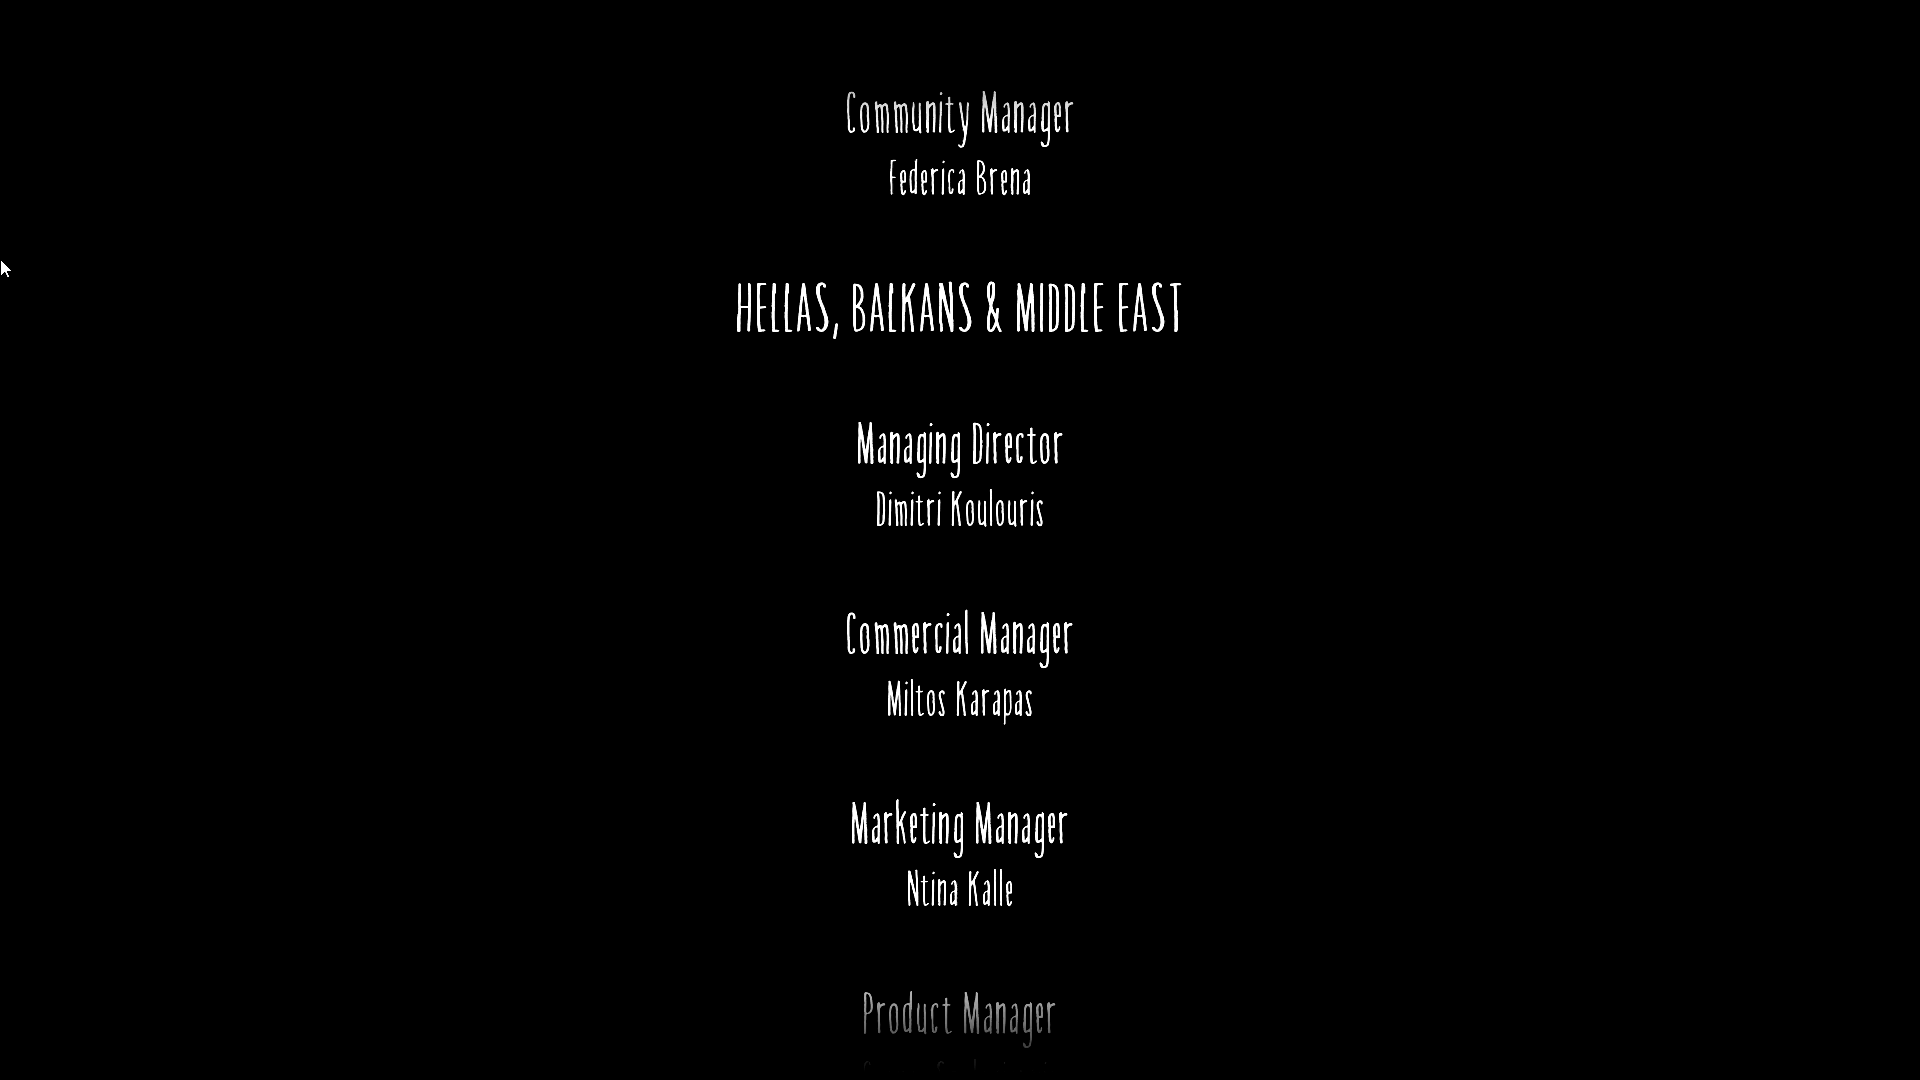 Community Manager
Federica Brena
HELLAS, BALKANS & MIDDLE EAST
Managing Director
Dimitri Koulouris
Commercial Manager
Miltos Karapas
Marketing Manager
Ntina Kalle
Product Manager